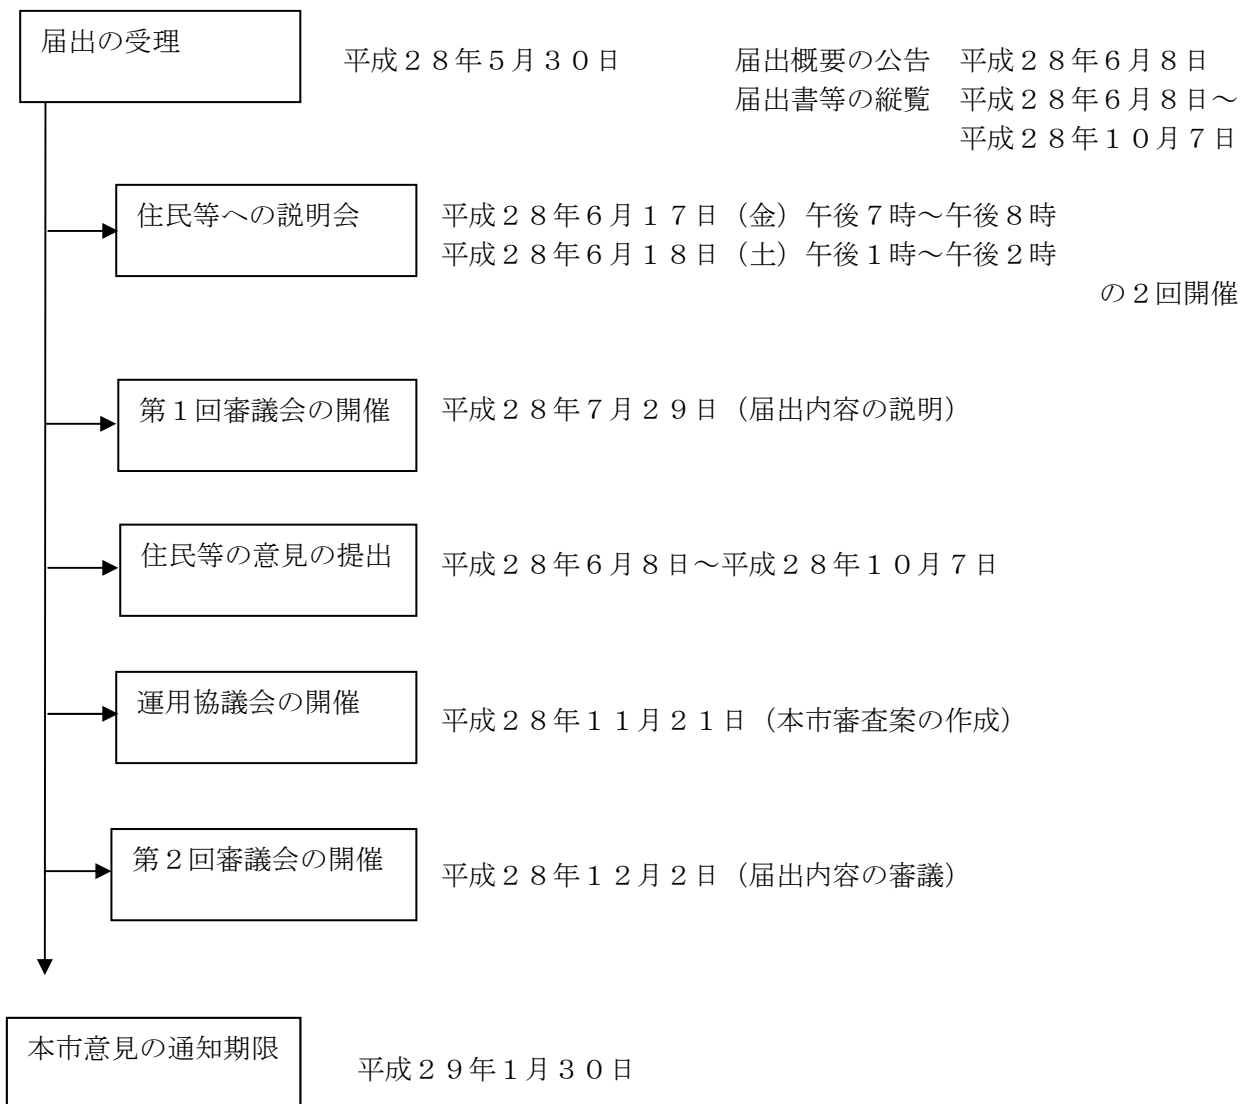 届出の受理
平成２８年５月３０日
届出概要の公告　平成２８年６月８日
届出書等の縦覧　平成２８年６月８日～
平成２８年１０月７日
住民等への説明会
平成２８年６月１７日（金）午後７時～午後８時
平成２８年６月１８日（土）午後１時～午後２時
の２回開催
第１回審議会の開催
平成２８年７月２９日（届出内容の説明）
住民等の意見の提出
平成２８年６月８日～平成２８年１０月７日
運用協議会の開催
平成２８年１１月２１日（本市審査案の作成）
第２回審議会の開催
平成２８年１２月２日（届出内容の審議）
本市意見の通知期限
平成２９年１月３０日